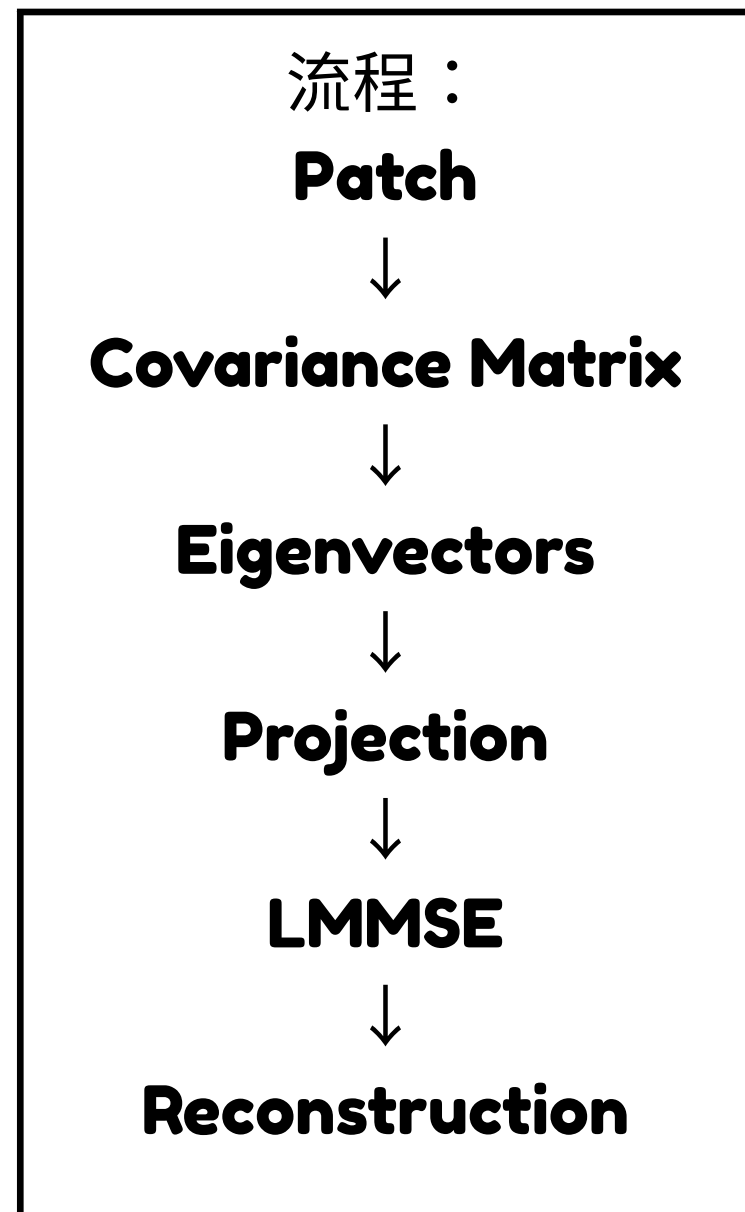 流程：
Patch
↓
Covariance Matrix
↓
Eigenvectors
↓
Projection
↓
LMMSE
↓
Reconstruction